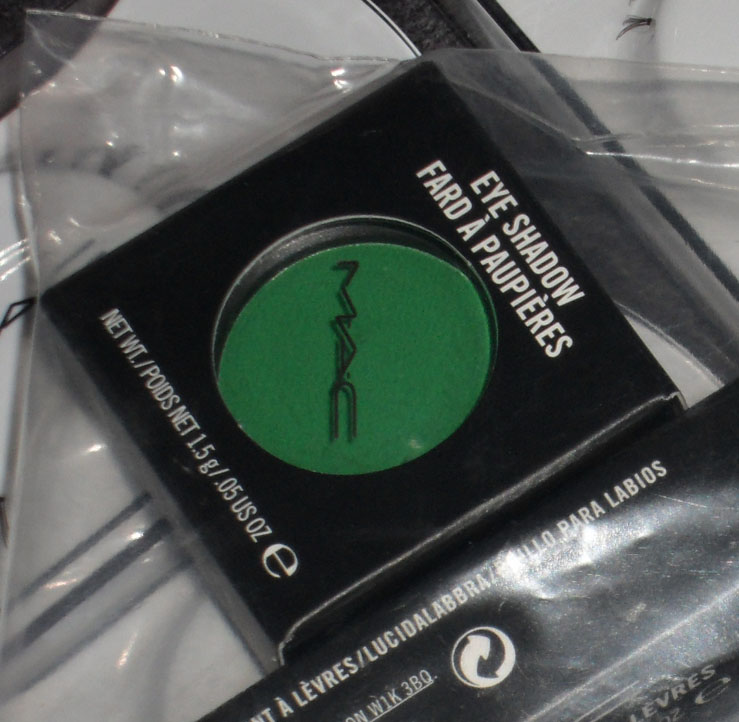 EYE SHADOW
FARD À PAUPIÈRES
MAC
NET WT./POIDS NET 1.5 g/.05 US OZ e
NT À LÈVRES/LUCIDALABBRA/ PARA LABIOS
ON W1K 3BQ.
LÈVRES
e